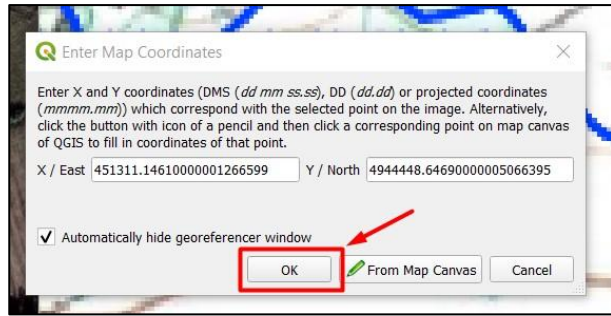 Enter Map Coordinates
Enter X and Y coordinates (DMS (dd mm ss.ss), DD (dd.dd) or projected coordinates
(mmmm.mm)) which correspond with the selected point on the image. Alternatively,
click the button with icon of a pencil and then click a corresponding point on map canvas
of QGIS to fill in coordinates of that point.
X / East 451311.14610000001266599 Y / North 4944448.64690000005066395
Automatically hide georeferencer window
OK From Map Canvas Cancel